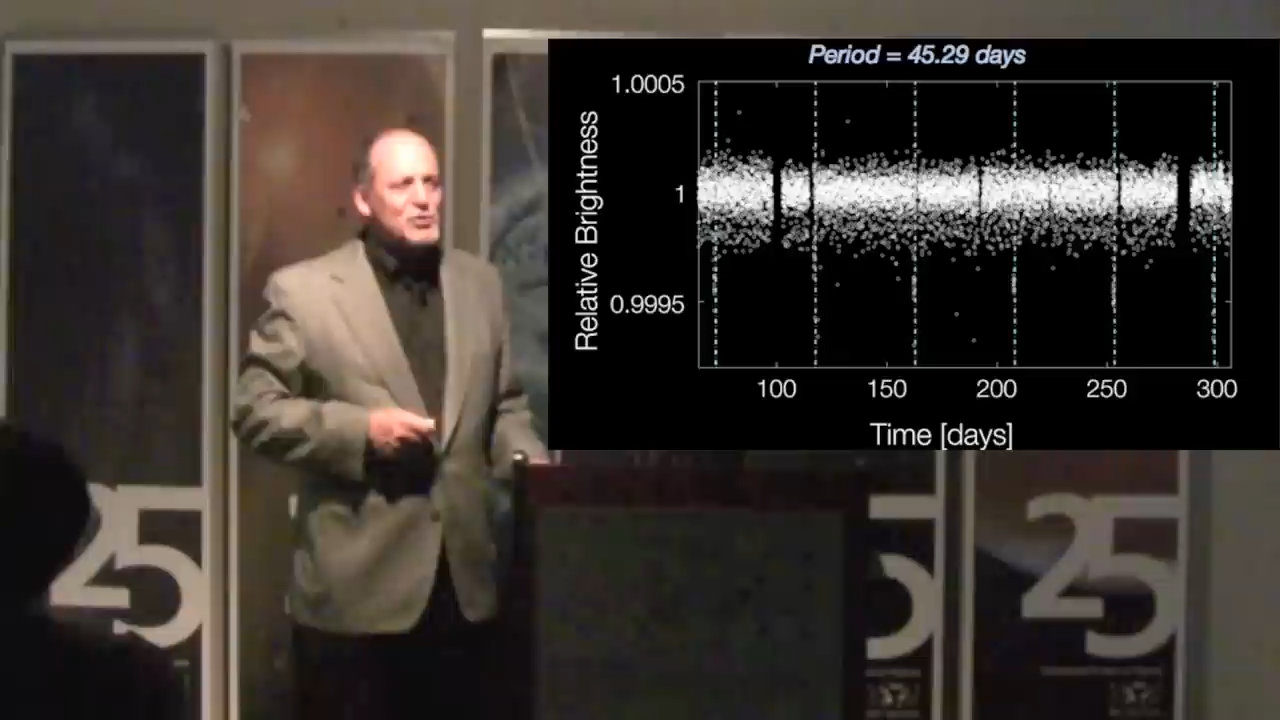 Period = 45.29 days
1.0005
1
0.9995
Relative Brightness
100 150 200 250 300
Time [days]
25
5
25